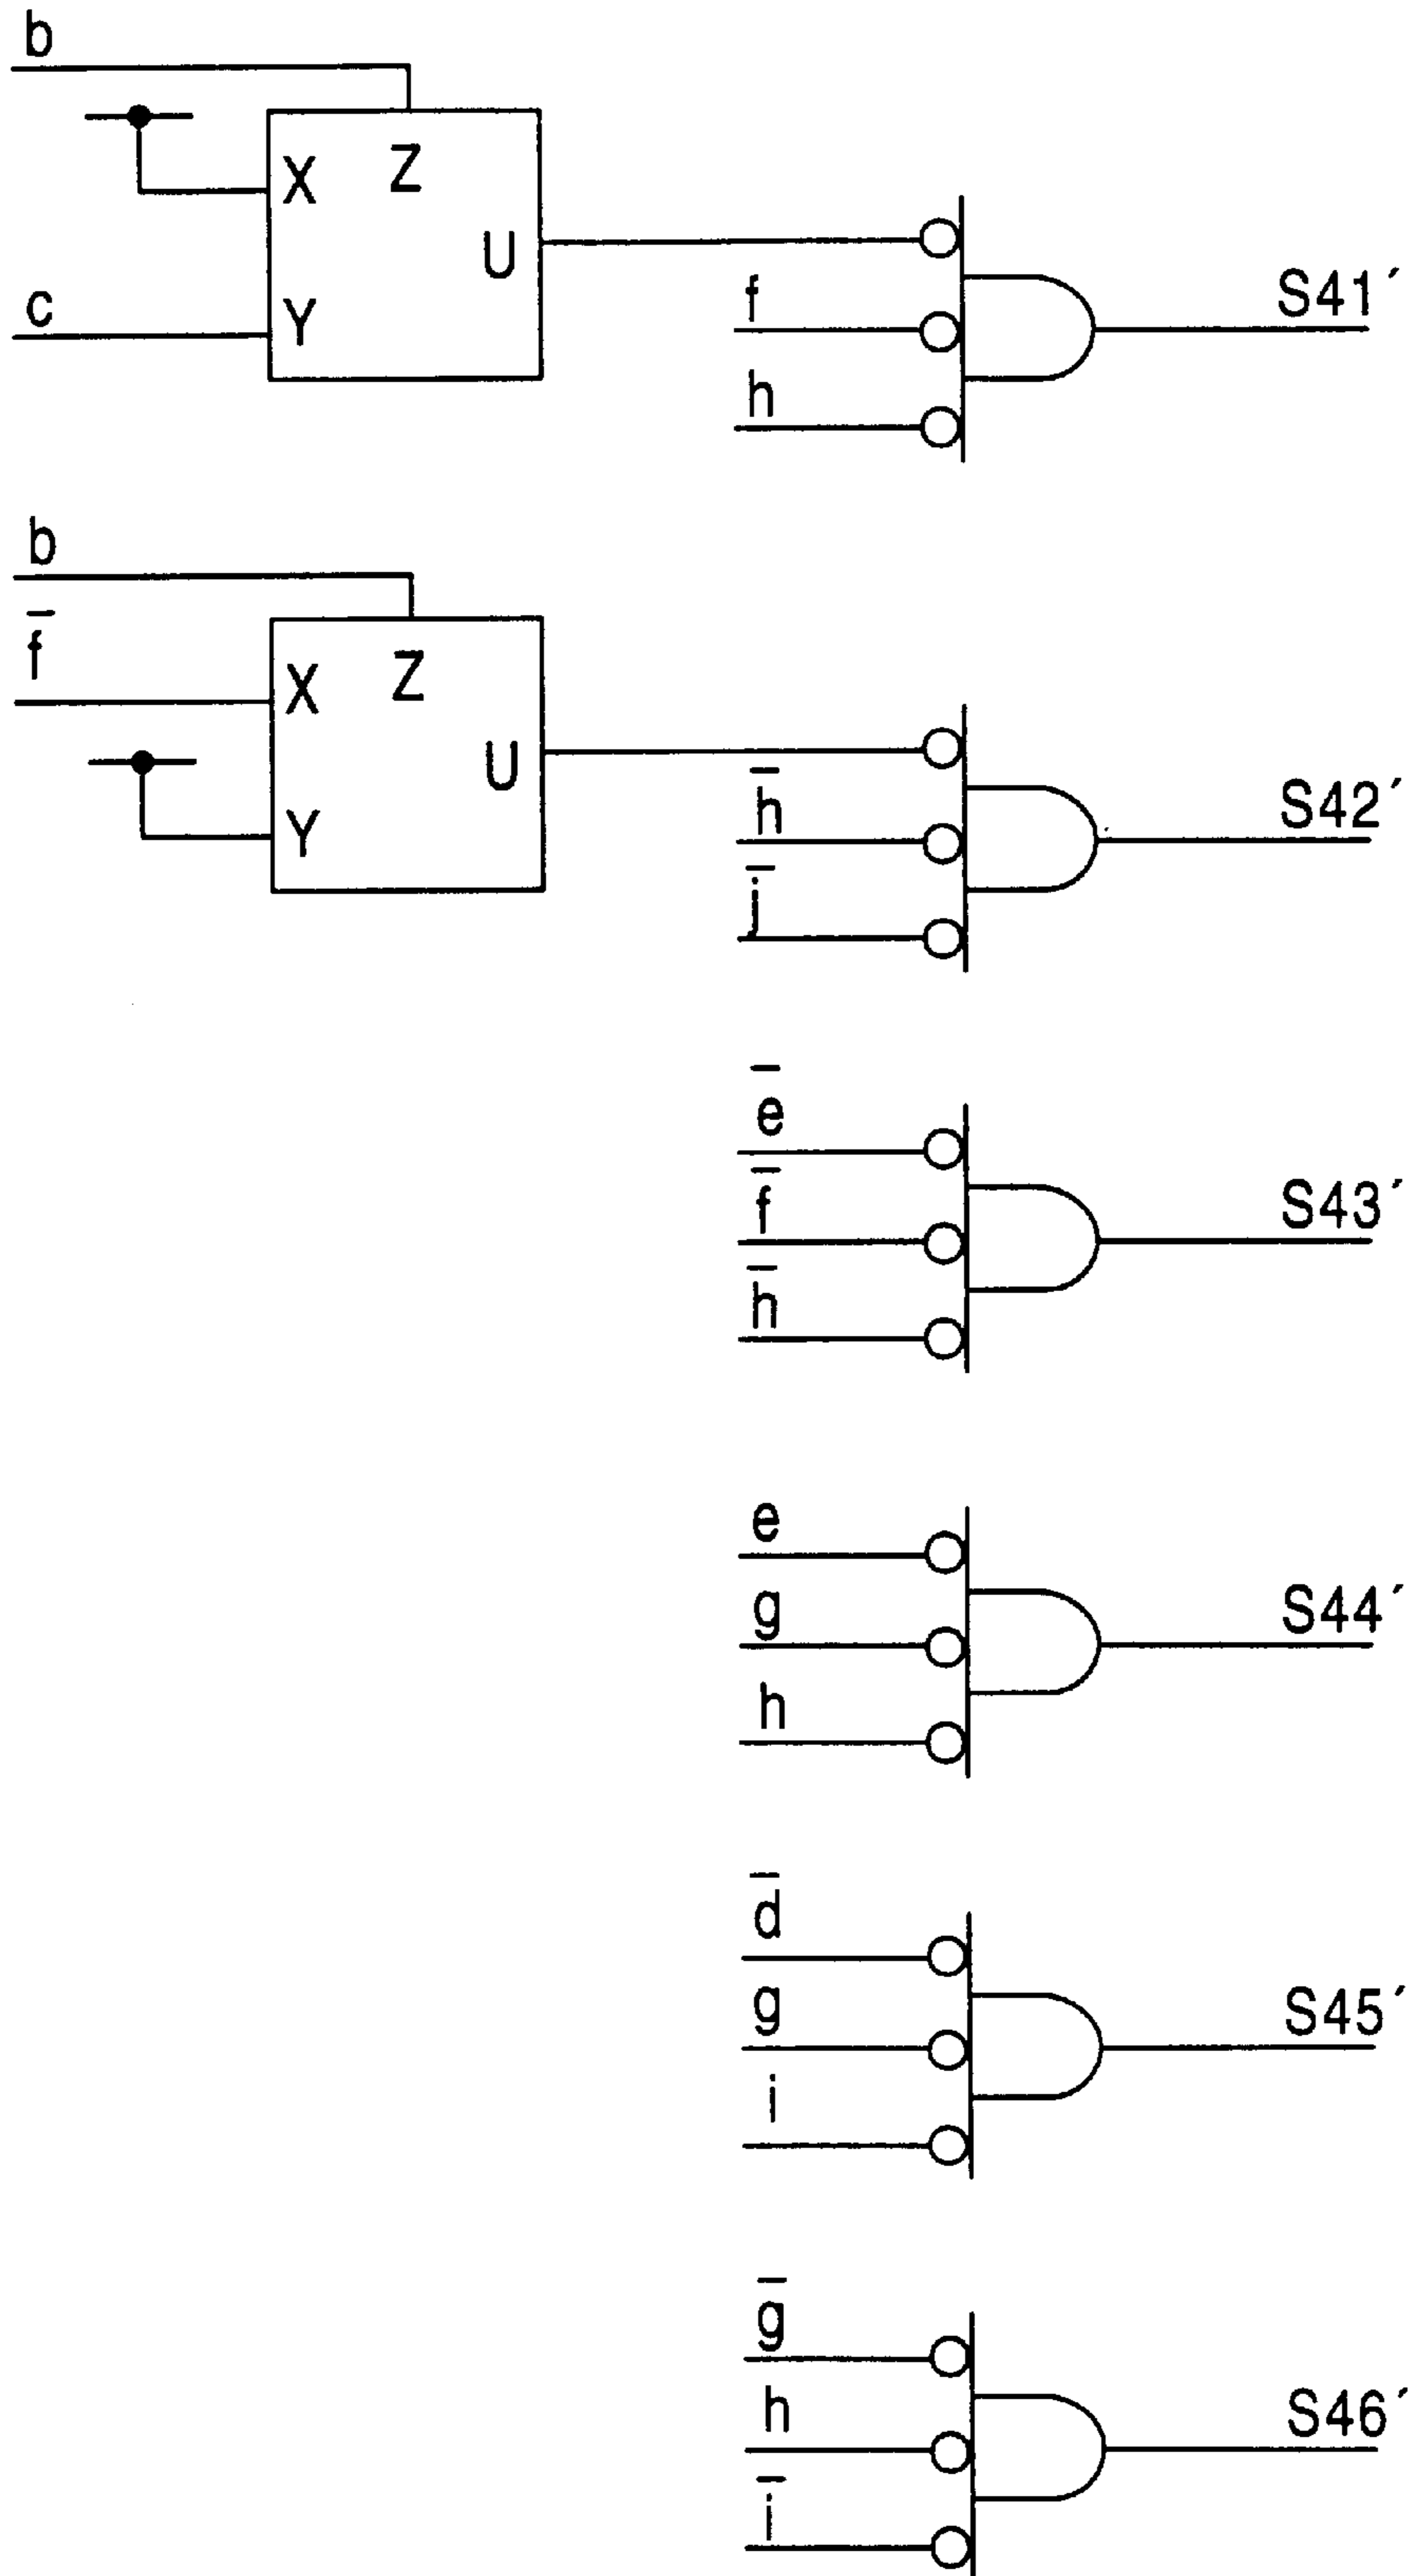 b
X Z
U
c Y
f
h
S41´
b
f̅
X Z
U
Y
h̅
j̅
S42´
e̅
f̅
h̅
S43´
e
g
h
S44´
d̅
g
i
S45´
g̅
h
i̅
S46´